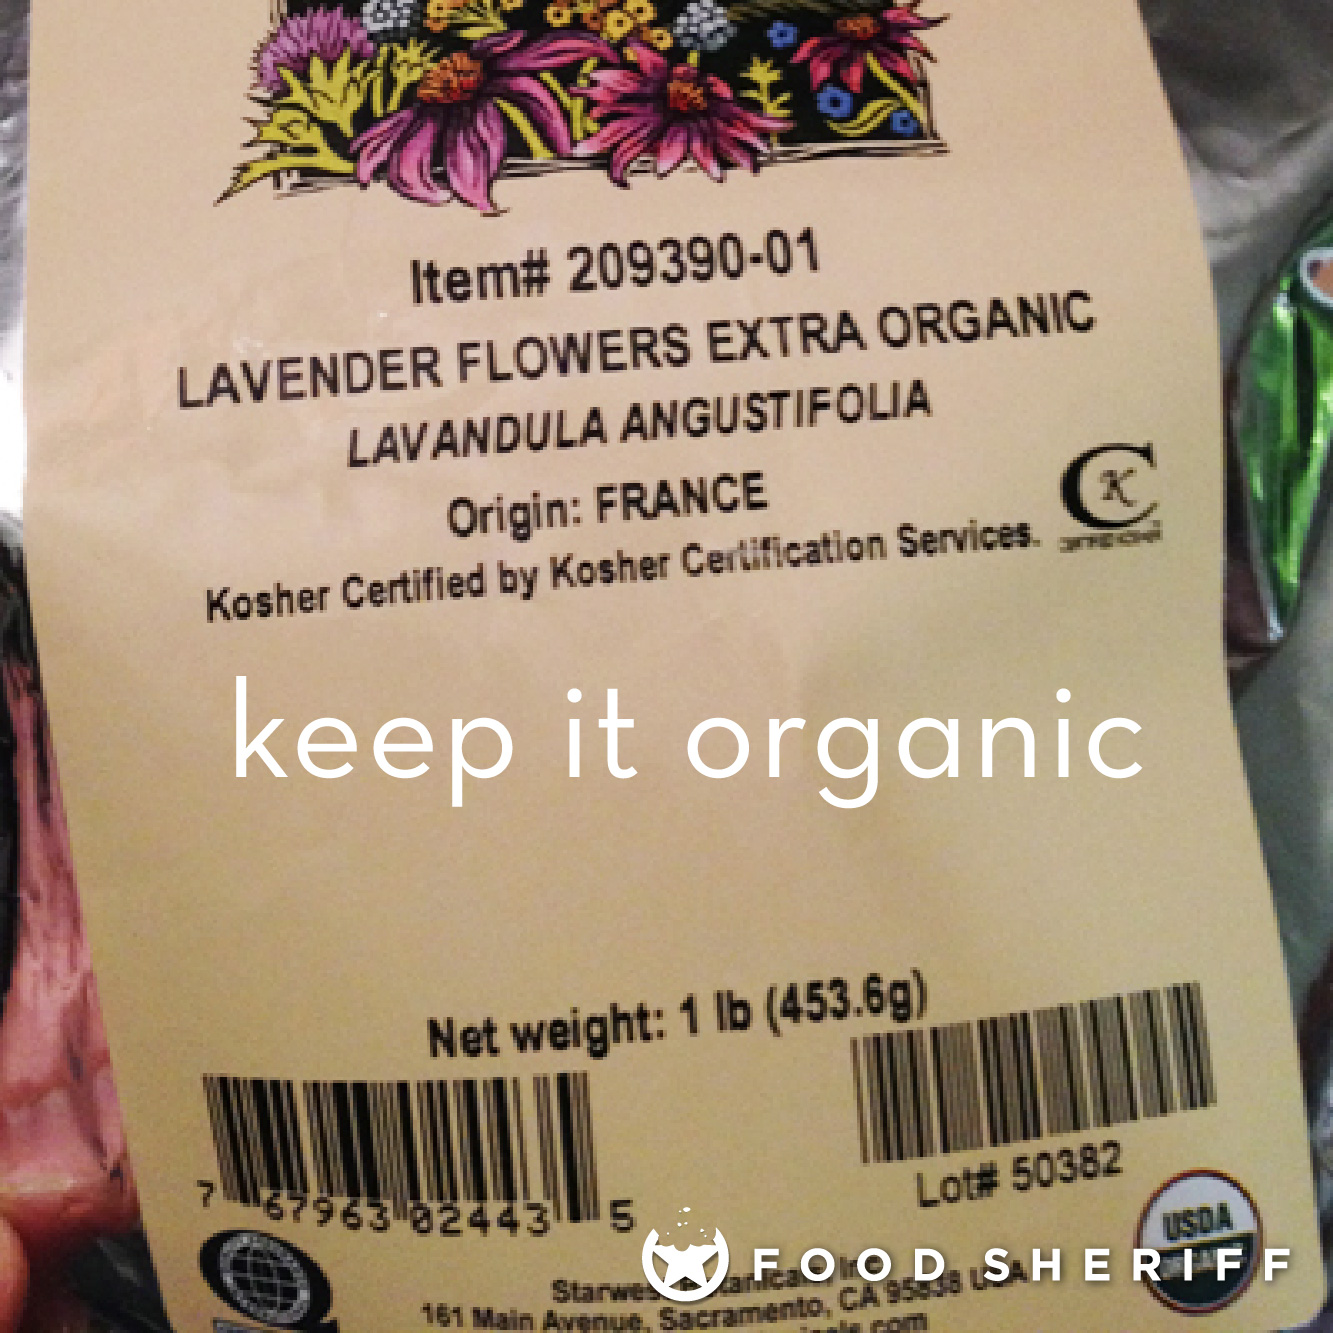 Item# 209390-01
LAVENDER FLOWERS EXTRA ORGANIC
LAVANDULA ANGUSTIFOLIA
Origin: FRANCE
K
Kosher Certified by Kosher Certification Services.
keep it organic
Net weight: 1 lb (453.6g)
7 67963 02443 5
Lot# 50382
USDA
FOOD SHERIFF
161 Main Avenue, Sacramento, CA 95838 USA